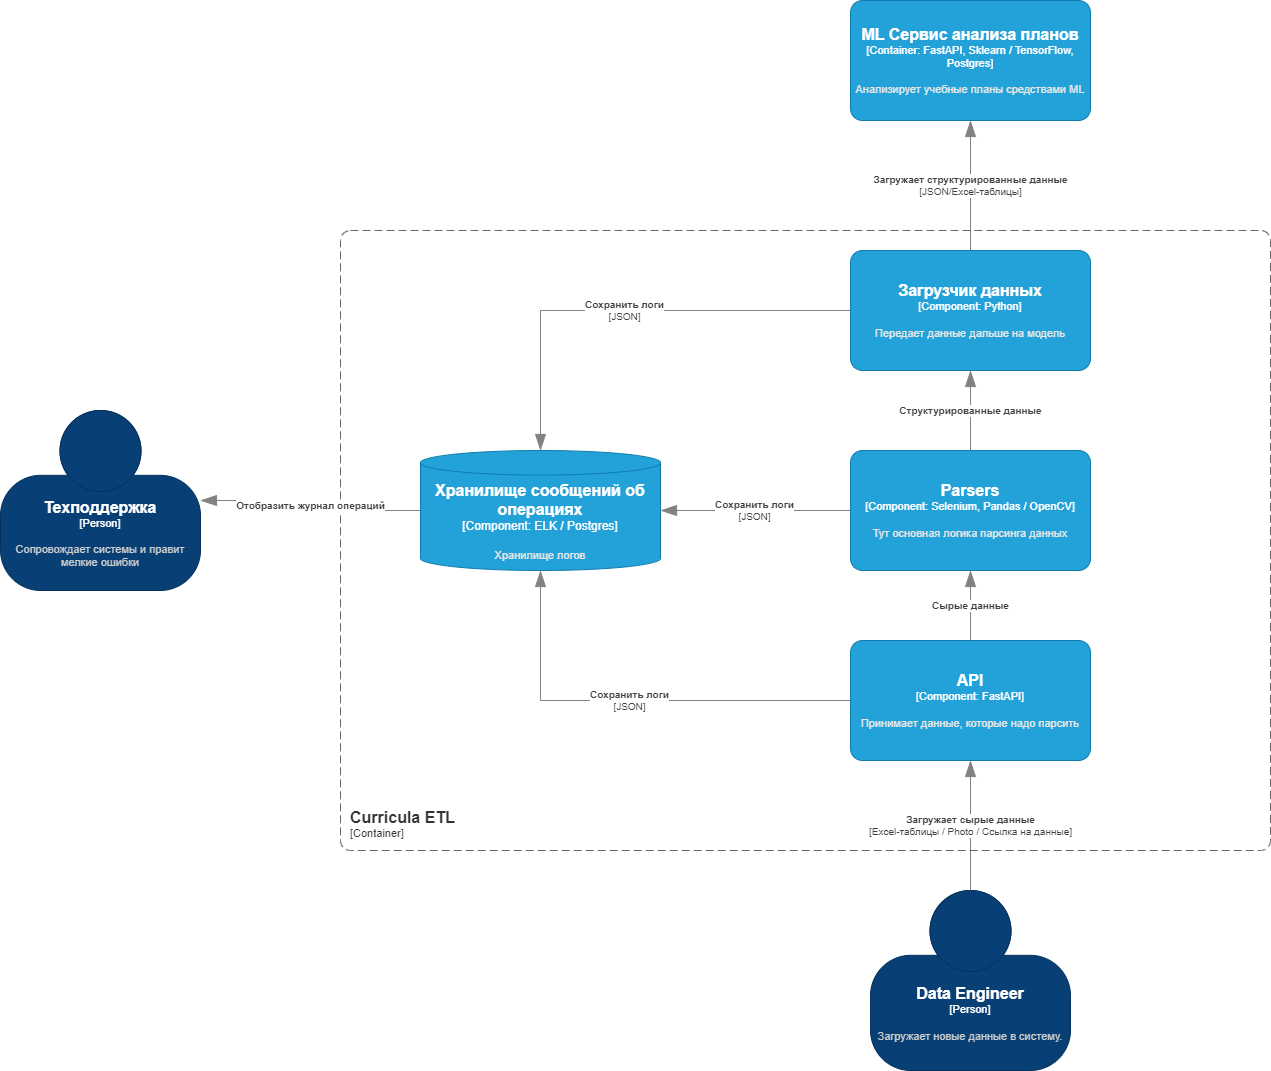 ML Сервис анализа планов
[Container: FastAPI, Sklearn / TensorFlow,
Postgres]
Анализирует учебные планы средствами ML
Загружает структурированные данные
[JSON/Excel-таблицы]
Загрузчик данных
[Component: Python]
Передает данные дальше на модель
Сохранить логи
[JSON]
Структурированные данные
Хранилище сообщений об
операциях
[Component: ELK / Postgres]
Хранилище логов
Сохранить логи
[JSON]
Parsers
[Component: Selenium, Pandas / OpenCV]
Тут основная логика парсинга данных
Отобразить журнал операций
Техподдержка
[Person]
Сопровождает системы и правит
мелкие ошибки
Сырые данные
API
[Component: FastAPI]
Принимает данные, которые надо парсить
Сохранить логи
[JSON]
Curricula ETL
[Container]
Загружает сырые данные
[Excel-таблицы / Photo / Ссылка на данные]
Data Engineer
[Person]
Загружает новые данные в систему.